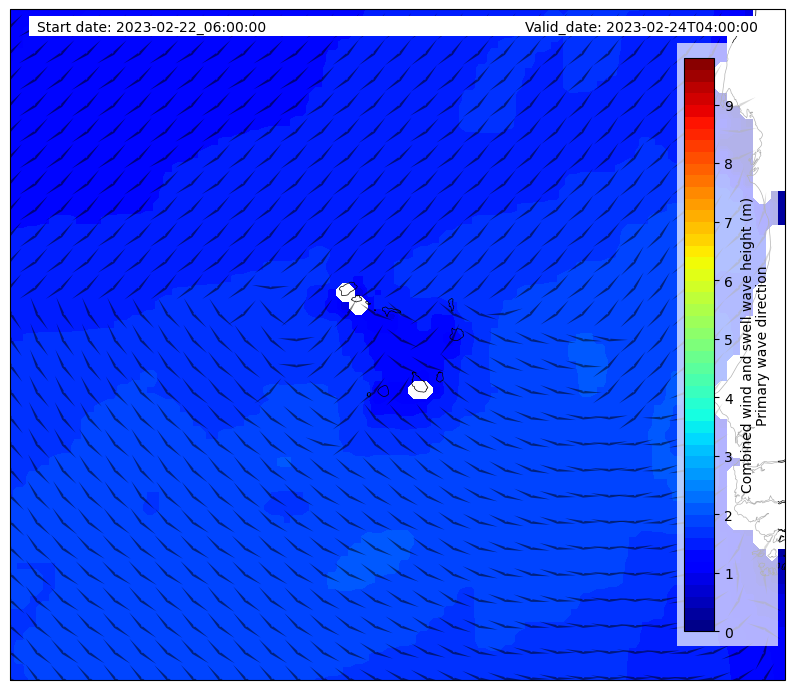 Start date: 2023-02-22_06:00:00
Valid_date: 2023-02-24T04:00:00
9
8
7
6
5
4
3
2
1
0
Combined wind and swell wave height (m)
Primary wave direction